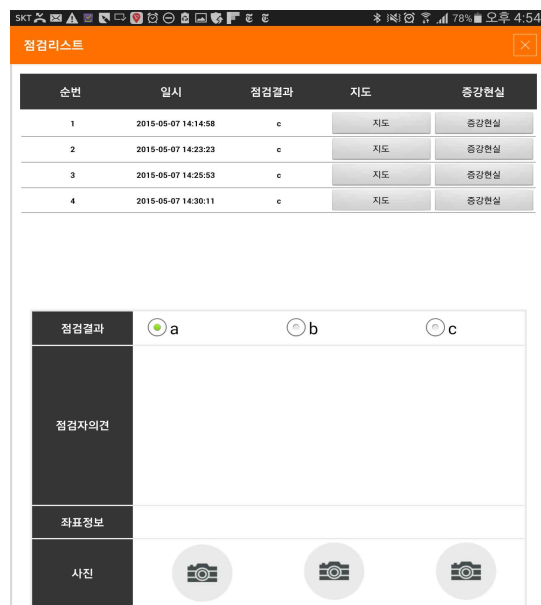 SKT 78% 오후 4:54
점검리스트
순번 일시 점검결과 지도 증강현실
1 2015-05-07 14:14:58 c 지도 증강현실
2 2015-05-07 14:23:23 c 지도 증강현실
3 2015-05-07 14:25:53 c 지도 증강현실
4 2015-05-07 14:30:11 c 지도 증강현실
점검결과 a b c
점검자의견
좌표정보
사진